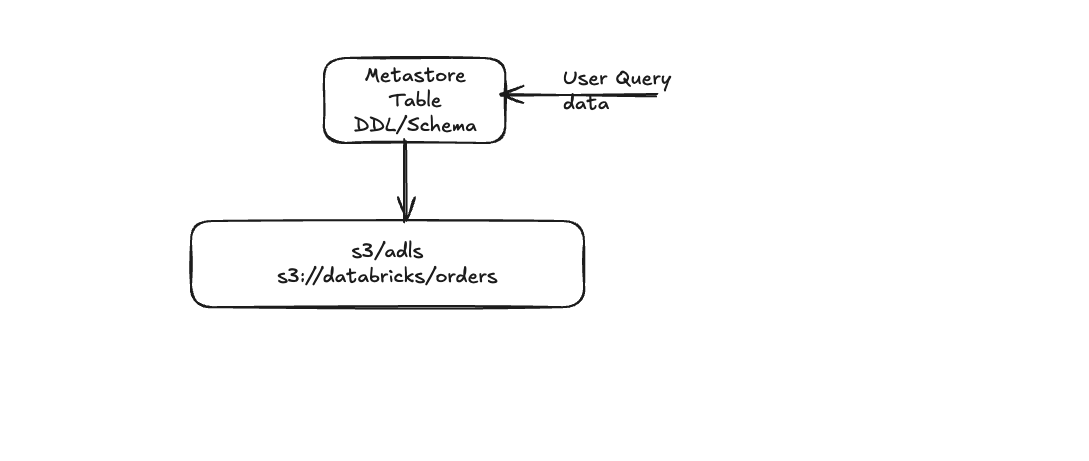 Metastore
Table
DDL/Schema
User Query
data
s3/adls
s3://databricks/orders